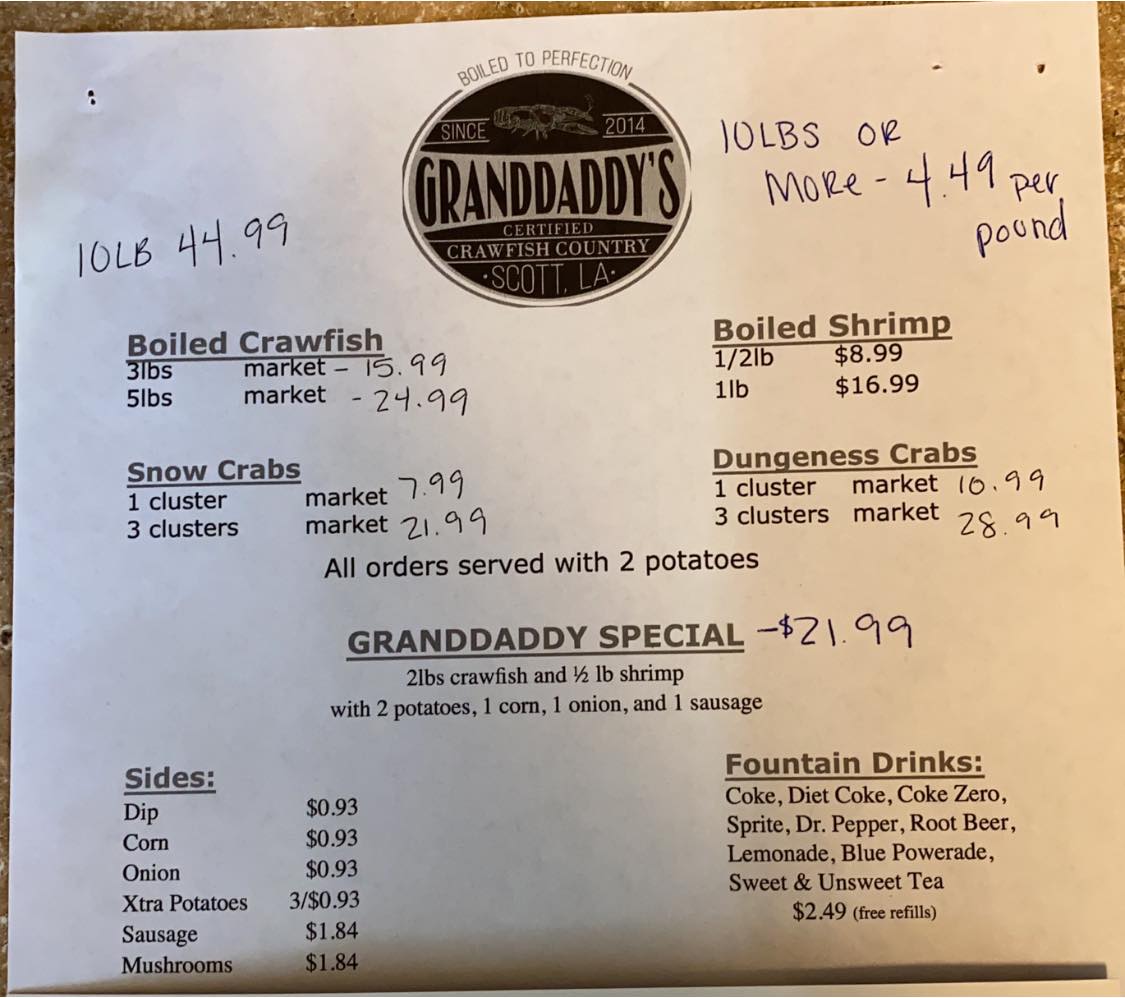 BOILED TO PERFECTION
SINCE 2014
GRANDDADDY'S
CERTIFIED
CRAWFISH COUNTRY
·SCOTT, LA·
10LBS OR
MORE - 4.49 per
pound
10LB 44.99
Boiled Crawfish
3lbs market - 15.99
5lbs market - 24.99
Boiled Shrimp
1/2lb $8.99
1lb $16.99
Snow Crabs
1 cluster market 7.99
3 clusters market 21.99
Dungeness Crabs
1 cluster market 10.99
3 clusters market 28.99
All orders served with 2 potatoes
GRANDDADDY SPECIAL -$21.99
2lbs crawfish and ½ lb shrimp
with 2 potatoes, 1 corn, 1 onion, and 1 sausage
Sides:
Dip $0.93
Corn $0.93
Onion $0.93
Xtra Potatoes 3/$0.93
Sausage $1.84
Mushrooms $1.84
Fountain Drinks:
Coke, Diet Coke, Coke Zero,
Sprite, Dr. Pepper, Root Beer,
Lemonade, Blue Powerade,
Sweet & Unsweet Tea
$2.49 (free refills)